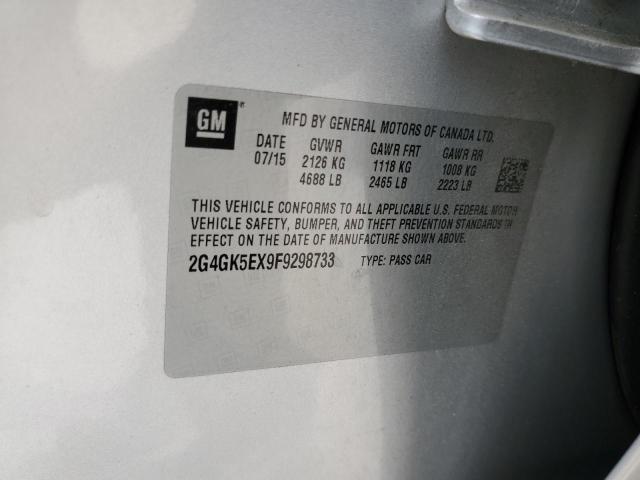 GM
MFD BY GENERAL MOTORS OF CANADA LTD.
DATE GVWR GAWR FRT GAWR RR
07/15 2126 KG 1118 KG 1008 KG
4688 LB 2465 LB 2223 LB
THIS VEHICLE CONFORMS TO ALL APPLICABLE U.S. FEDERAL MOTOR
VEHICLE SAFETY, BUMPER, AND THEFT PREVENTION STANDARDS IN
EFFECT ON THE DATE OF MANUFACTURE SHOWN ABOVE.
2G4GK5EX9F9298733 TYPE: PASS CAR